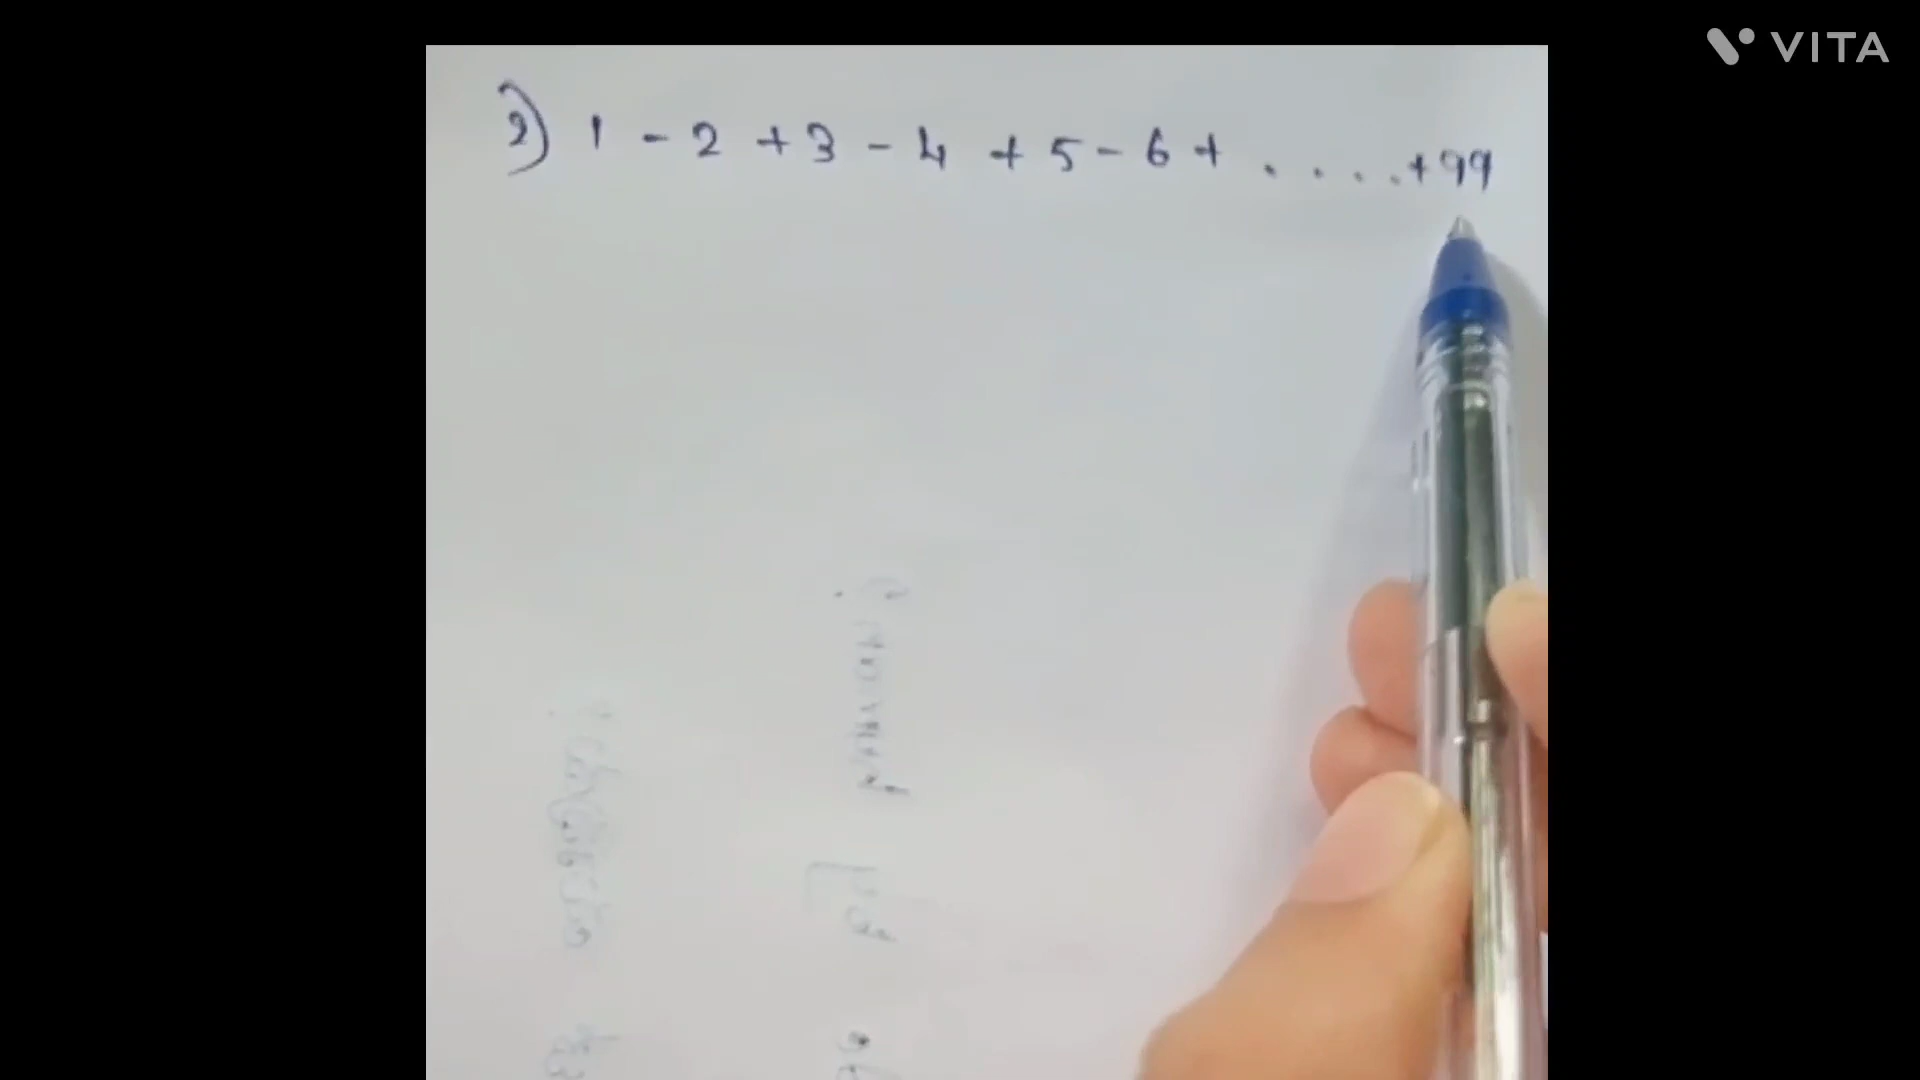 VITA
2) 1 - 2 + 3 - 4 + 5 - 6 + . . . . + 99